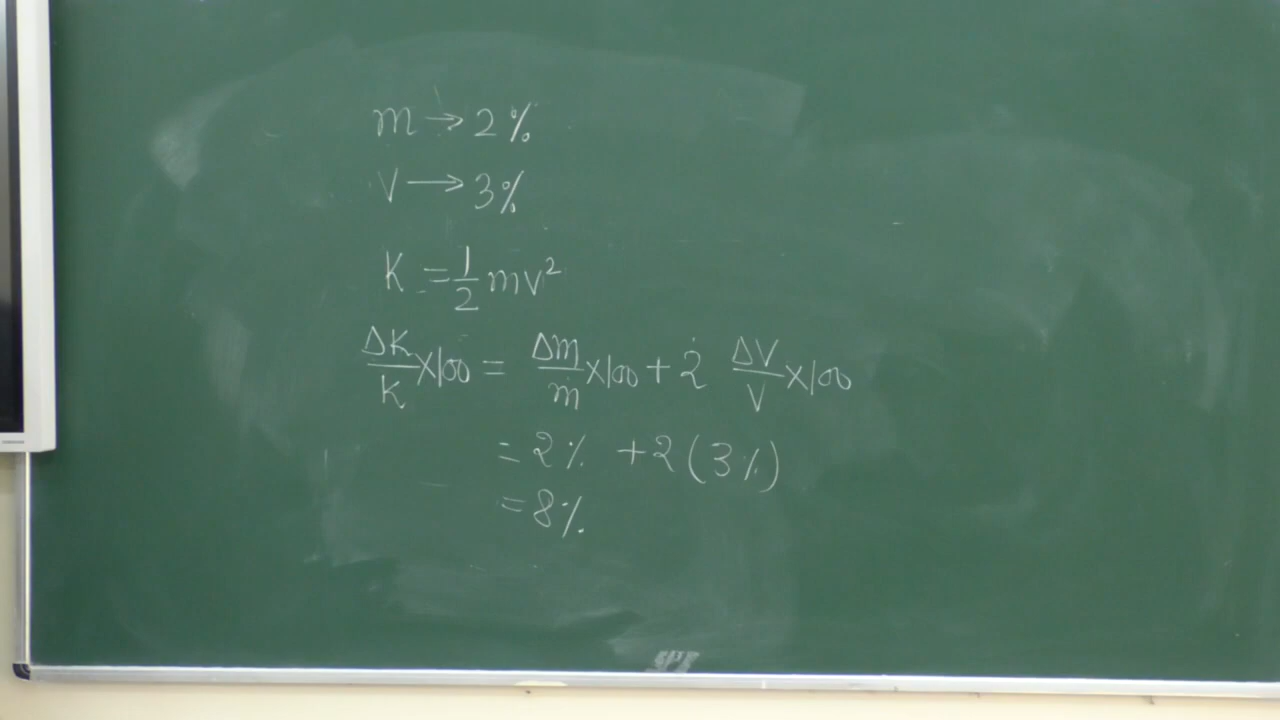 m → 2%
V → 3%
K = 1/2 mv²
ΔK/K x100 = Δm/m x100 + 2 ΔV/V x100
= 2% + 2(3%)
= 8%